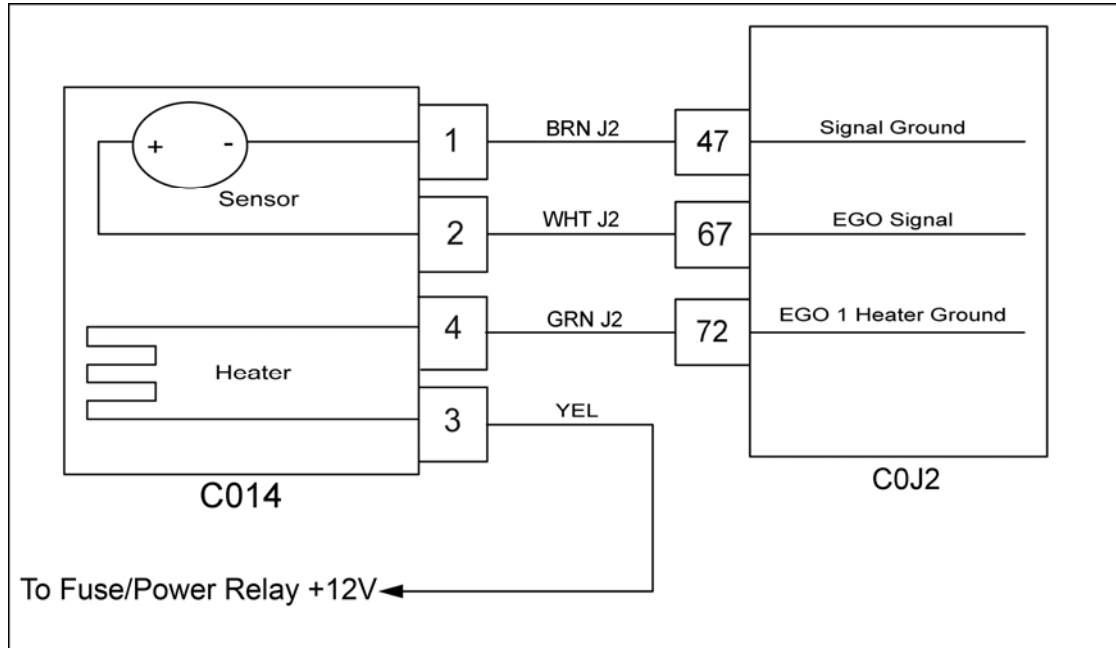 + -
Sensor
Heater
1
2
4
3
BRN J2
WHT J2
GRN J2
YEL
47
67
72
Signal Ground
EGO Signal
EGO 1 Heater Ground
C014
C0J2
To Fuse/Power Relay +12V